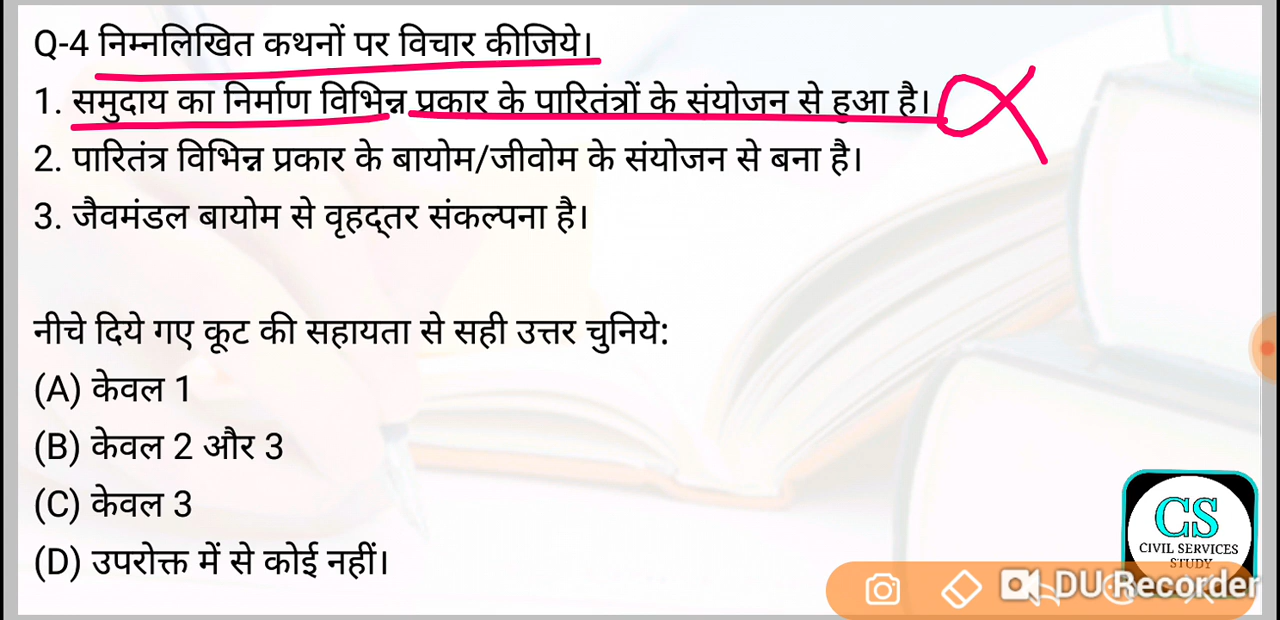 Q-4 निम्नलिखित कथनों पर विचार कीजिये।
1. समुदाय का निर्माण विभिन्न प्रकार के पारितंत्रों के संयोजन से हुआ है।
2. पारितंत्र विभिन्न प्रकार के बायोम/जीवोम के संयोजन से बना है।
3. जैवमंडल बायोम से वृहद्तर संकल्पना है।
नीचे दिये गए कूट की सहायता से सही उत्तर चुनिये:
(A) केवल 1
(B) केवल 2 और 3
(C) केवल 3
(D) उपरोक्त में से कोई नहीं।
CS
CIVIL SERVICES
STUDY
DU Recorder